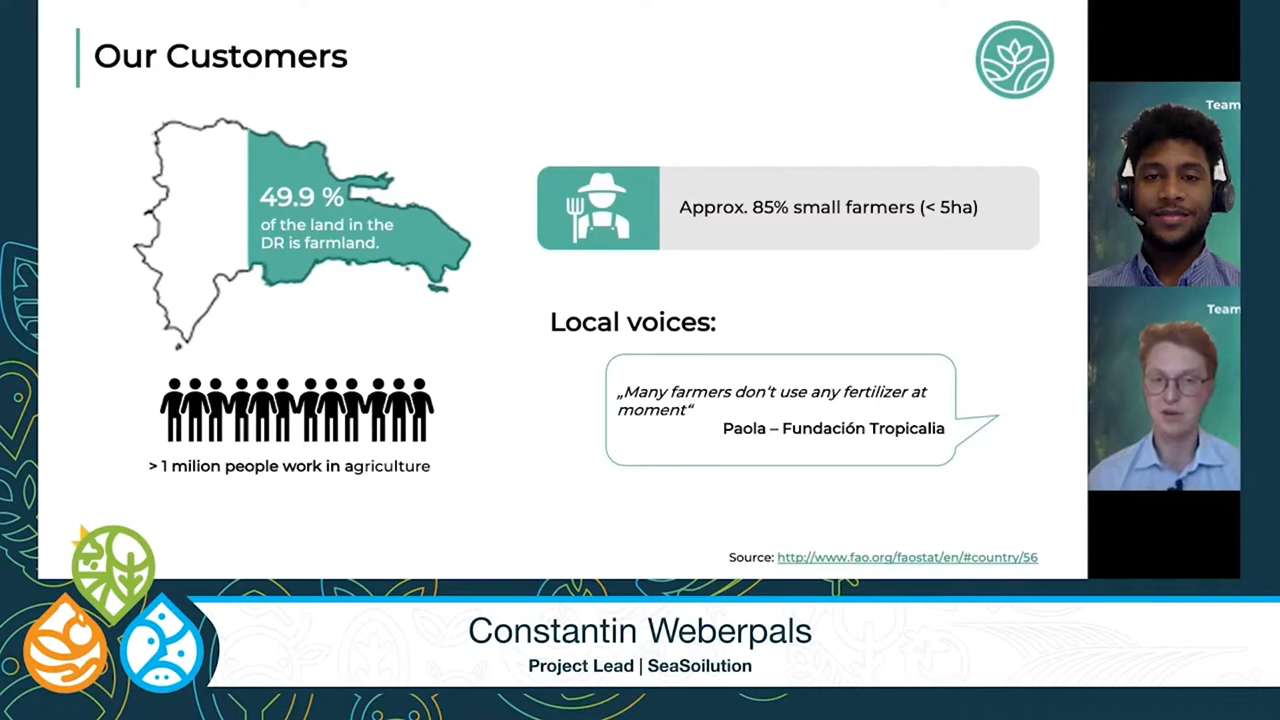 Our Customers
49.9 %
of the land in the
DR is farmland.
> 1 milion people work in agriculture
Approx. 85% small farmers (< 5ha)
Local voices:
„Many farmers don't use any fertilizer at
moment“
Paola – Fundación Tropicalia
Source: http://www.fao.org/faostat/en/#country/56
Team
Team
Constantin Weberpals
Project Lead | SeaSoilution